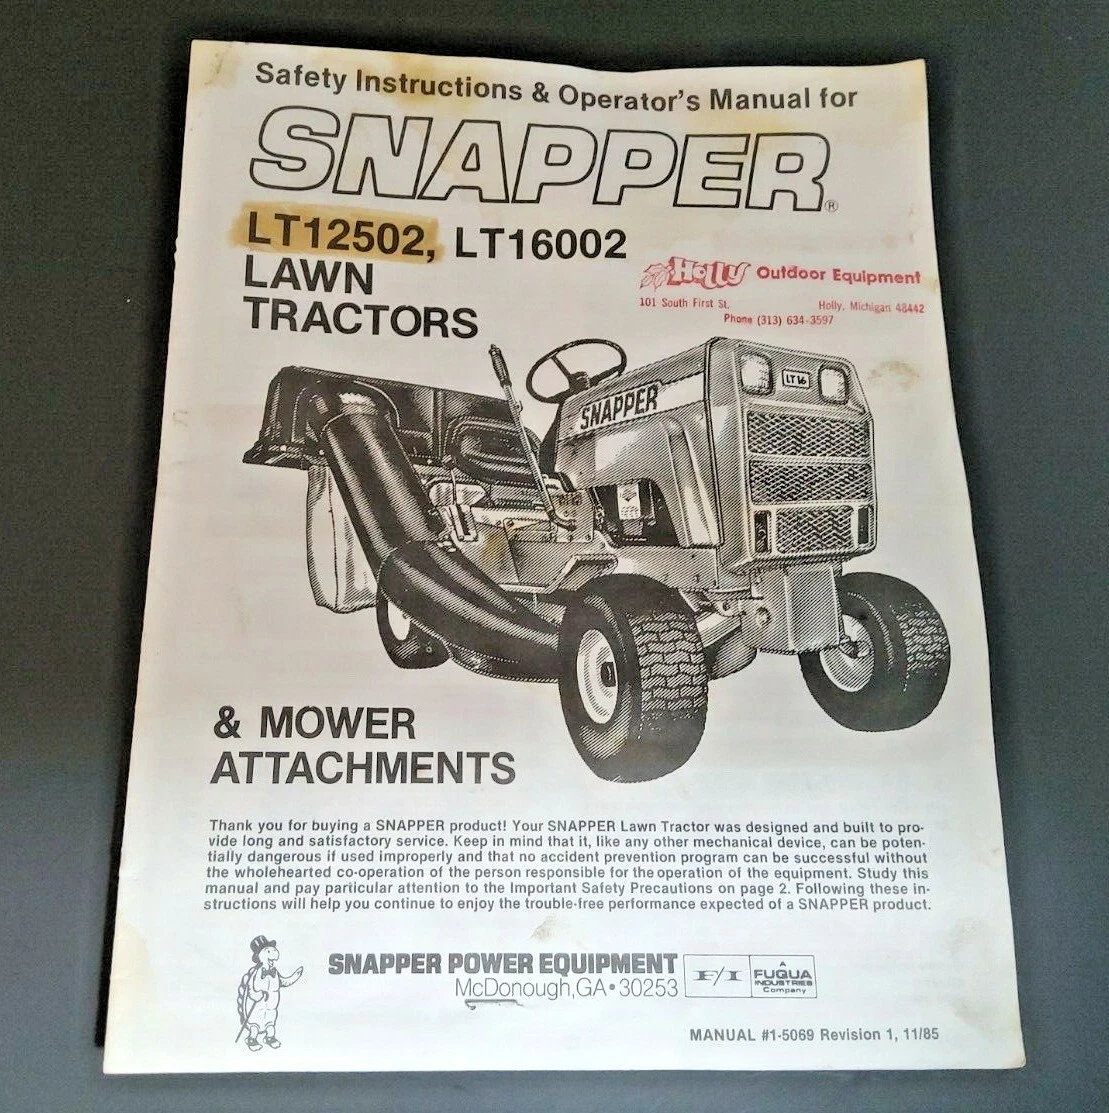 Safety Instructions & Operator's Manual for
SNAPPER®
LT12502, LT16002
LAWN
TRACTORS
Holly Outdoor Equipment
101 South First St. Holly, Michigan 48442
Phone (313) 634-3597
LT16
SNAPPER
& MOWER
ATTACHMENTS
Thank you for buying a SNAPPER product! Your SNAPPER Lawn Tractor was designed and built to pro-
vide long and satisfactory service. Keep in mind that it, like any other mechanical device, can be poten-
tially dangerous if used improperly and that no accident prevention program can be successful without
the wholehearted co-operation of the person responsible for the operation of the equipment. Study this
manual and pay particular attention to the Important Safety Precautions on page 2. Following these in-
structions will help you continue to enjoy the trouble-free performance expected of a SNAPPER product.
SNAPPER POWER EQUIPMENT
McDonough, GA • 30253
F/I
A
FUQUA
INDUSTRIES
Company
MANUAL #1-5069 Revision 1, 11/85